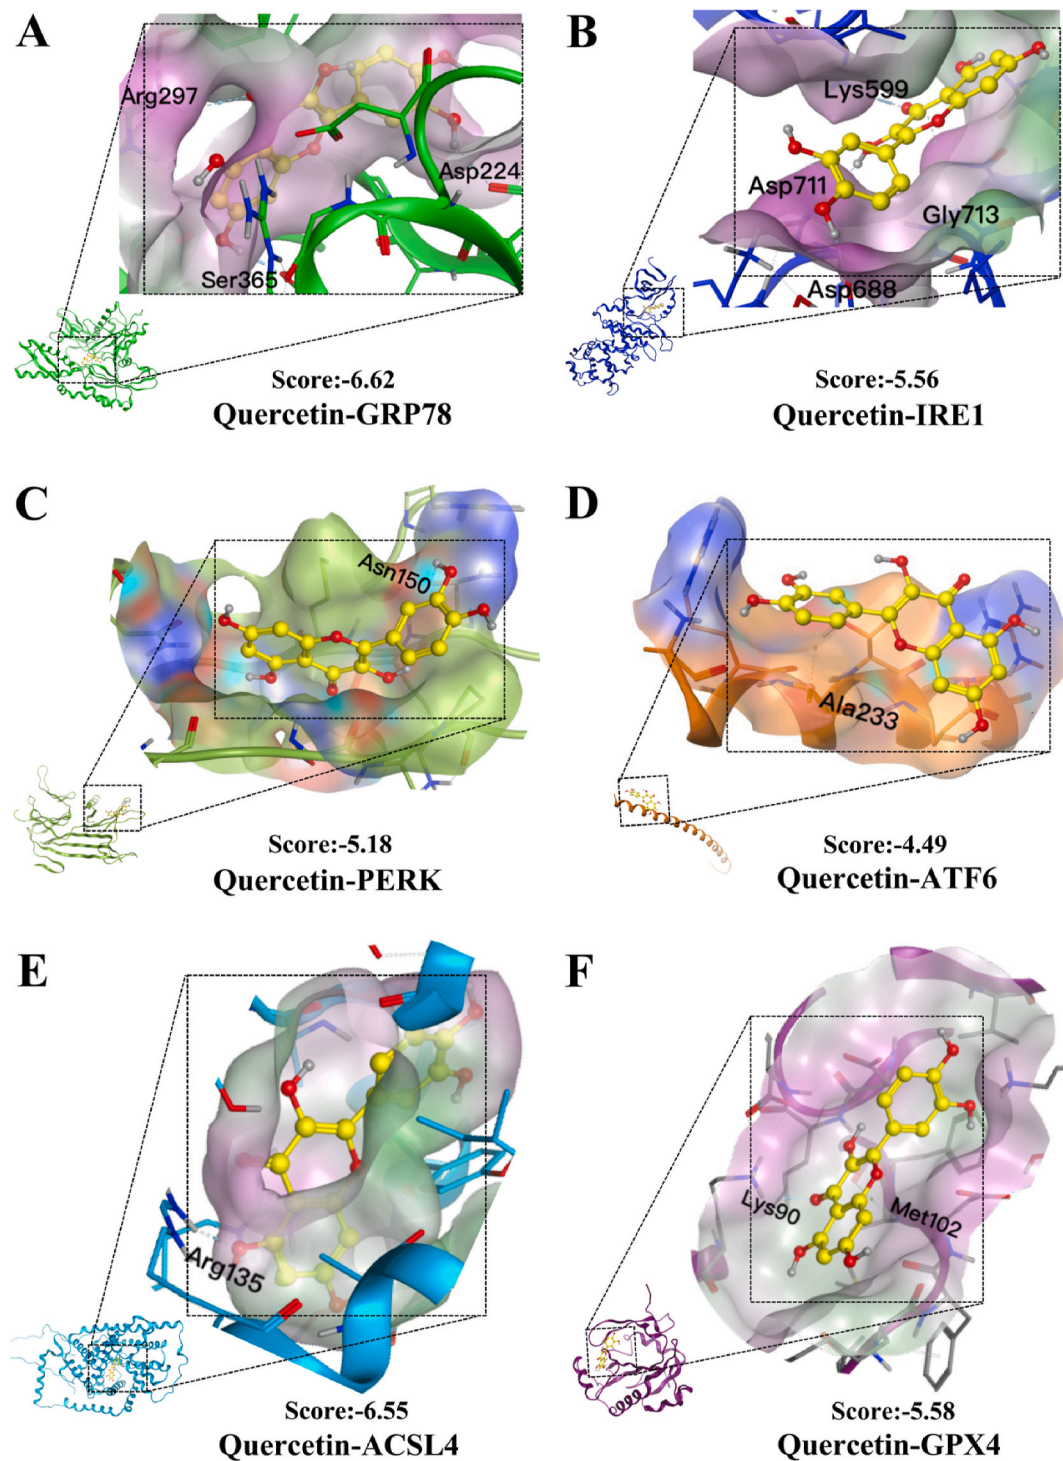 A
Arg297
Asp224
Ser365
Score:-6.62
Quercetin-GRP78
B
Lys599
Asp711
Gly713
Asp688
Score:-5.56
Quercetin-IRE1
C
Asn150
Score:-5.18
Quercetin-PERK
D
Ala233
Score:-4.49
Quercetin-ATF6
E
Arg135
Score:-6.55
Quercetin-ACSL4
F
Lys90
Met102
Score:-5.58
Quercetin-GPX4